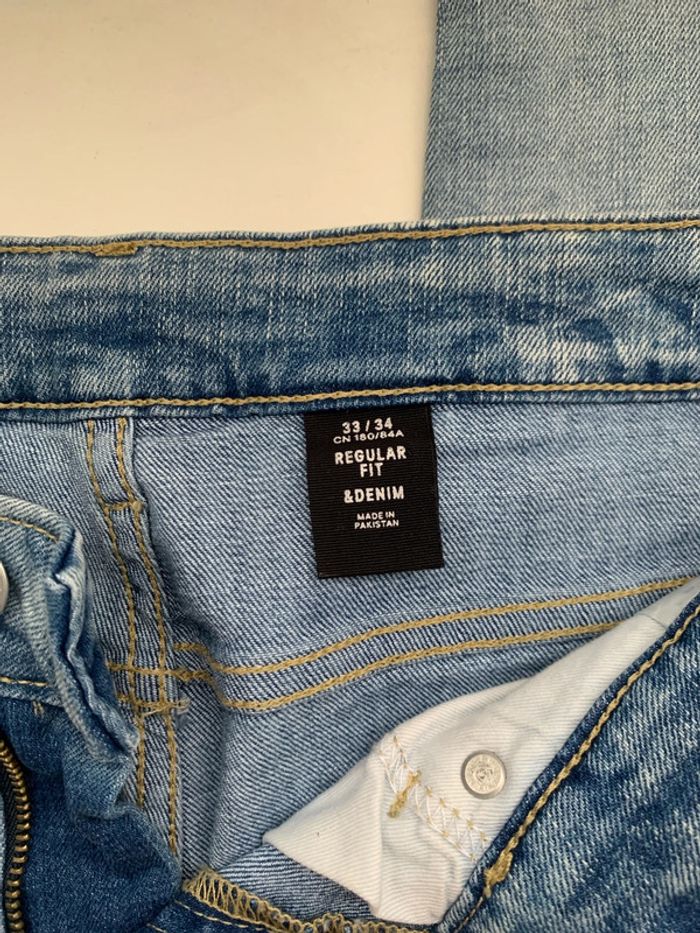 33 / 34
CN 180/84A
REGULAR
FIT
&DENIM
MADE IN
PAKISTAN